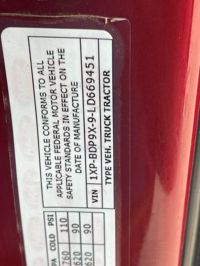 THIS VEHICLE CONFORMS TO ALL
APPLICABLE FEDERAL MOTOR VEHICLE
SAFETY STANDARDS IN EFFECT ON THE
DATE OF MANUFACTURE
VIN 1XP-BDP9X-9-LD669451
TYPE VEH. TRUCK TRACTOR
COLD PSI
760 110
620 90
620 90